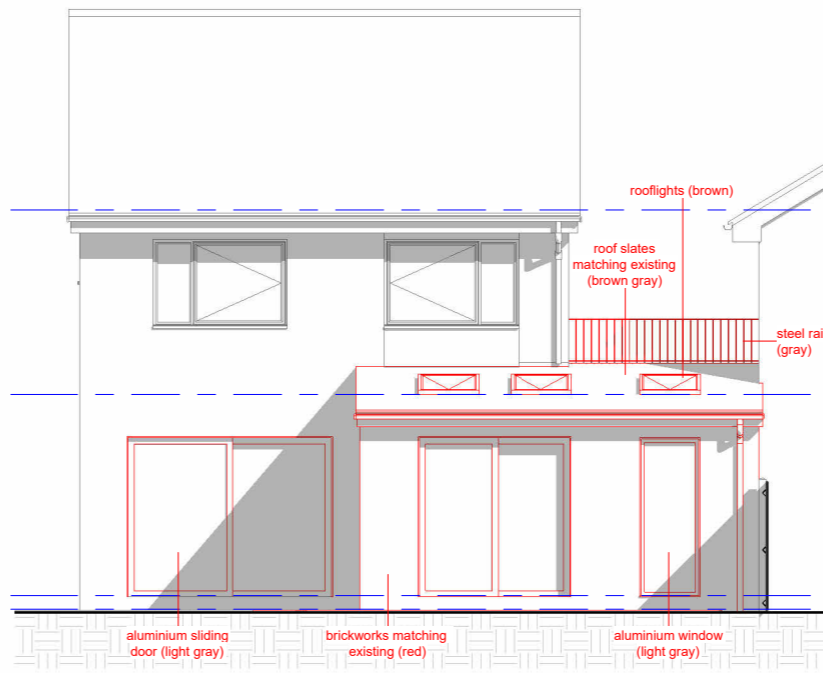 rooflights (brown)
roof slates
matching existing
(brown gray)
steel rai
(gray)
aluminium sliding
door (light gray)
brickworks matching
existing (red)
aluminium window
(light gray)